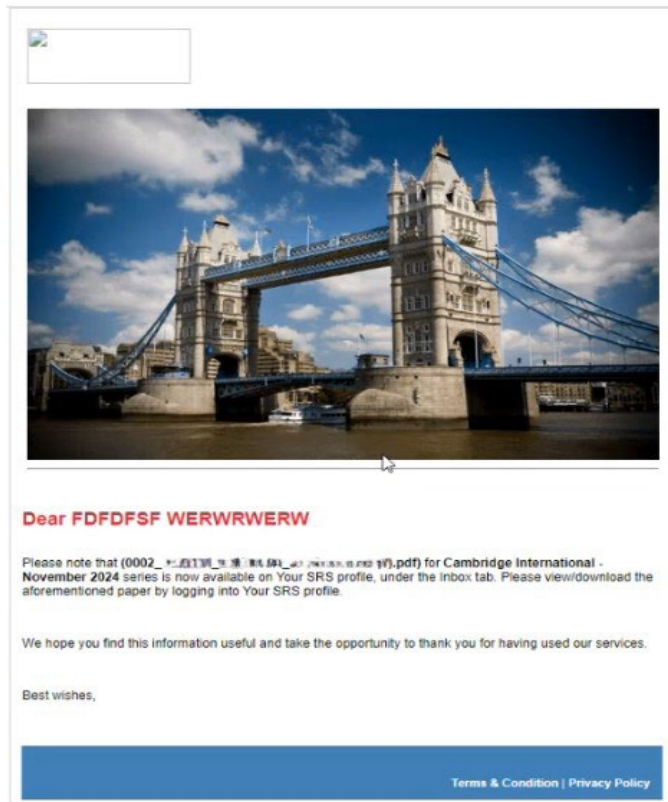 Dear FDFDFSF WERWRWERW
Please note that (0002_ .pdf) for Cambridge International -
November 2024 series is now available on Your SRS profile, under the Inbox tab. Please view/download the
aforementioned paper by logging into Your SRS profile.
We hope you find this information useful and take the opportunity to thank you for having used our services.
Best wishes,
Terms & Condition | Privacy Policy